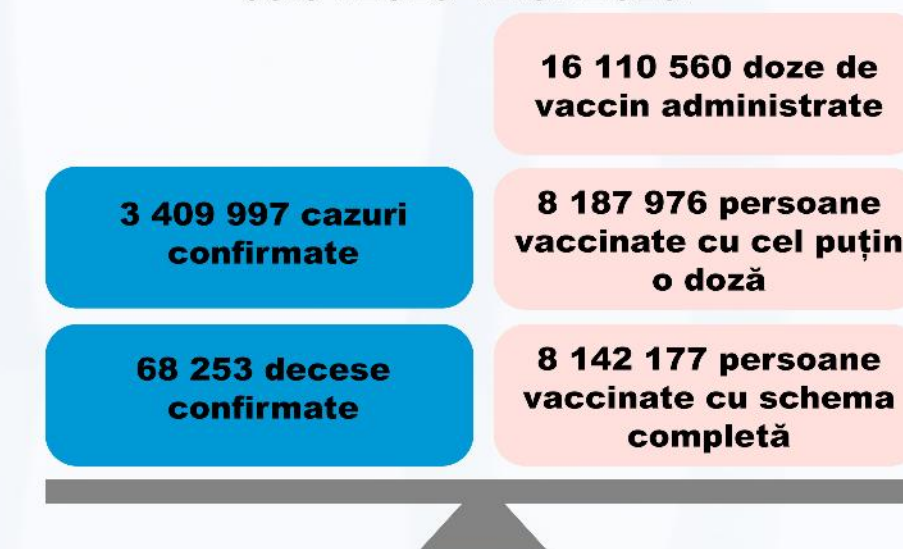 16 110 560 doze de
vaccin administrate
3 409 997 cazuri
confirmate
8 187 976 persoane
vaccinate cu cel puțin
o doză
68 253 decese
confirmate
8 142 177 persoane
vaccinate cu schema
completă